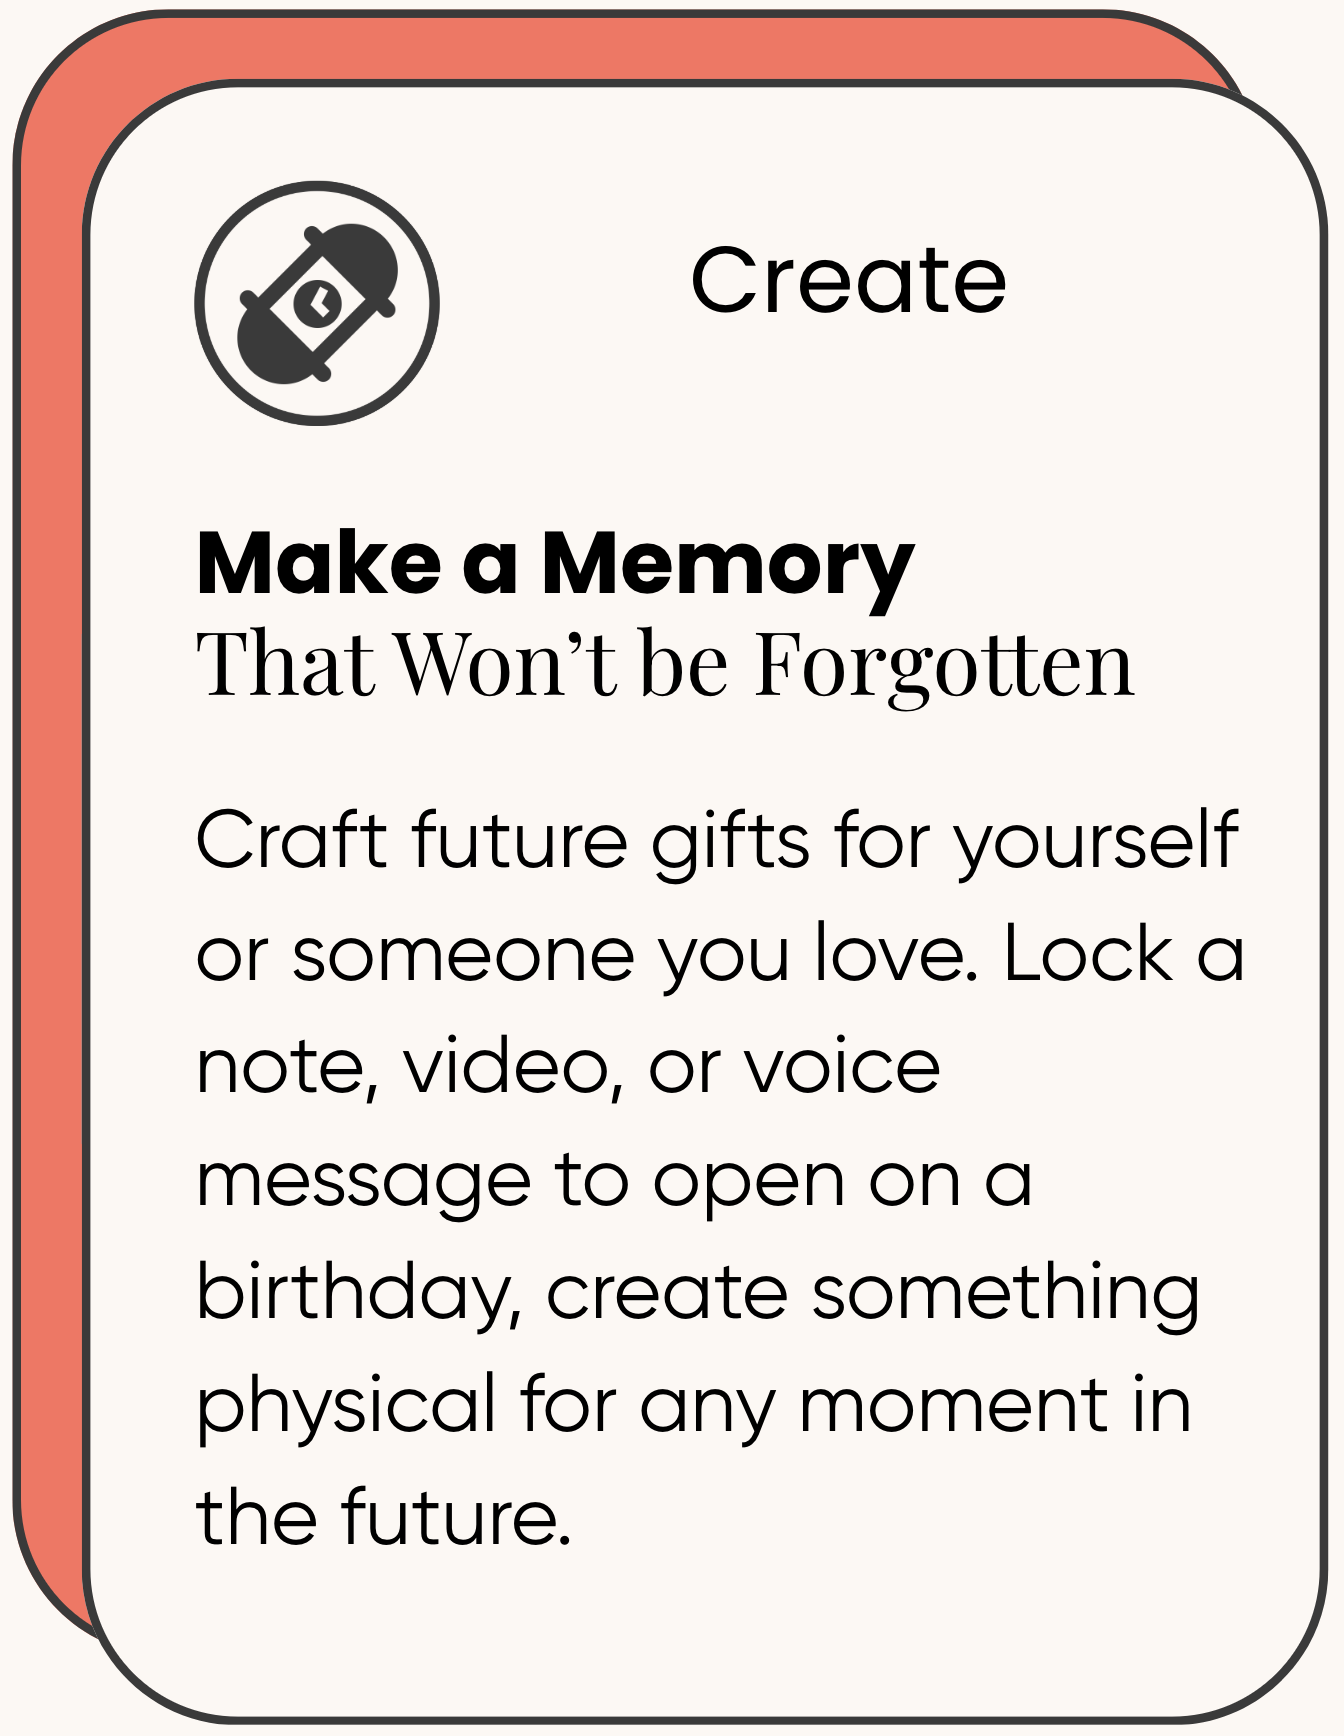 Create
Make a Memory
That Won’t be Forgotten
Craft future gifts for yourself
or someone you love. Lock a
note, video, or voice
message to open on a
birthday, create something
physical for any moment in
the future.